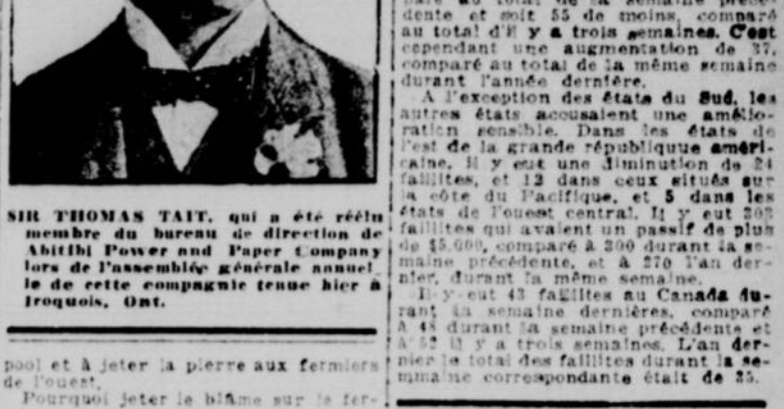 SIR THOMAS TAIT, qui a été réélu
membre du bureau de direction de
Abitibi Power and Paper Company
lors de l'assemblée générale annuel
le de cette compagnie tenue hier à
Iroquois, Ont.
pool et à jeter la pierre aux fermiers
de l'ouest.
Pourquoi jeter le blâme sur le fer-
dente et soit 55 de moins, comparé
au total d'il y a trois semaines. C'est
cependant une augmentation de 37,
comparé au total de la même semaine
durant l'année dernière.
A l'exception des états du Sud, les
autres états accusaient une amélio-
ration sensible. Dans les états de
l'est de la grande républiquue améri-
caine, il y eut une diminution de 24
faillites, et 12 dans ceux situés sur
la côte du Pacifique, et 5 dans les
états de l'ouest central. Il y eut
faillites qui avaient un passif de plus
de $5.000, comparé à 300 durant la se-
maine précédente, et à 270 l'an der-
nier, durant la même semaine.
Il y eut 43 faillites au Canada du-
rant la semaine dernières, comparé
à 48 durant la semaine précédente et
à 52 il y a trois semaines. L'an der-
nier le total des faillites durant la se-
mmaine correspondante était de 35.